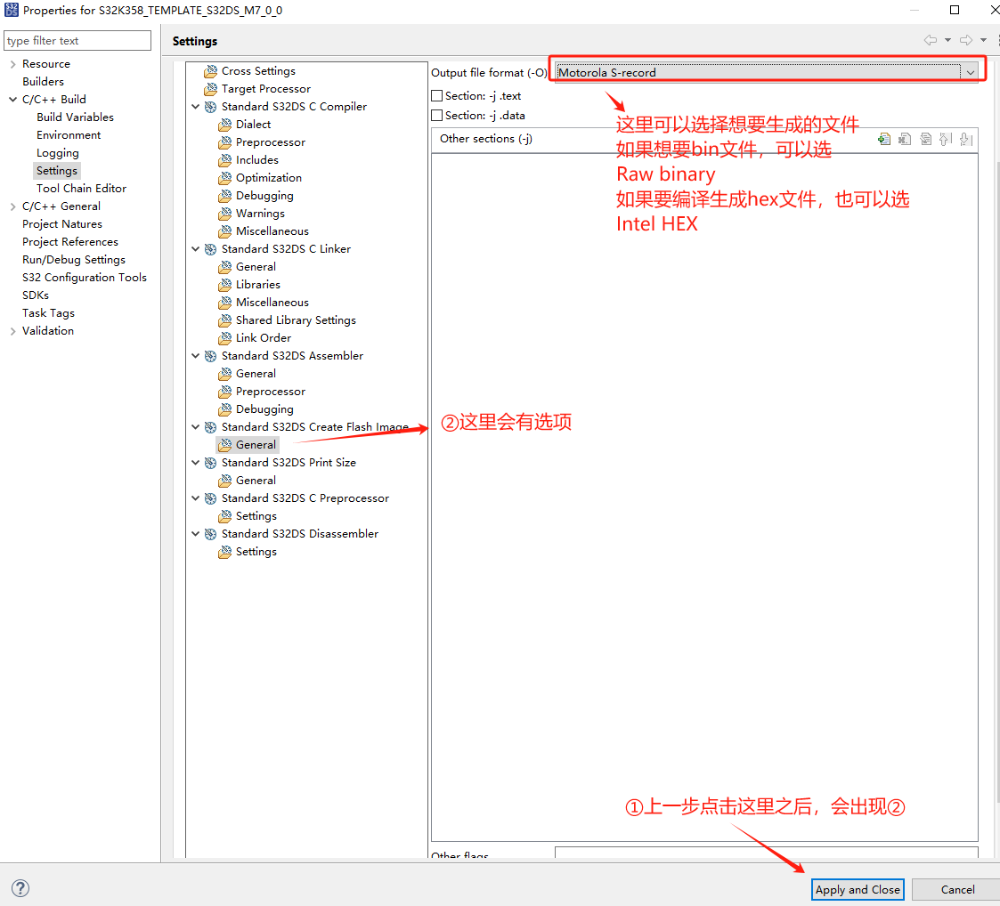 Properties for S32K358_TEMPLATE_S32DS_M7_0_0
type filter text
Resource
Builders
C/C++ Build
Build Variables
Environment
Logging
Settings
Tool Chain Editor
C/C++ General
Project Natures
Project References
Run/Debug Settings
S32 Configuration Tools
SDKs
Task Tags
Validation
Settings
Cross Settings
Target Processor
Standard S32DS C Compiler
Dialect
Preprocessor
Includes
Optimization
Debugging
Warnings
Miscellaneous
Standard S32DS C Linker
General
Libraries
Miscellaneous
Shared Library Settings
Link Order
Standard S32DS Assembler
General
Preprocessor
Debugging
Standard S32DS Create Flash Image
General
Standard S32DS Print Size
General
Standard S32DS C Preprocessor
Settings
Standard S32DS Disassembler
Settings
Output file format (-O)
Motorola S-record
Section: -j .text
Section: -j .data
Other sections (-j)
这里可以选择想要生成的文件
如果想要bin文件，可以选
Raw binary
如果要编译生成hex文件，也可以选
Intel HEX
②这里会有选项
①上一步点击这里之后，会出现②
Other flags
Apply and Close
Cancel